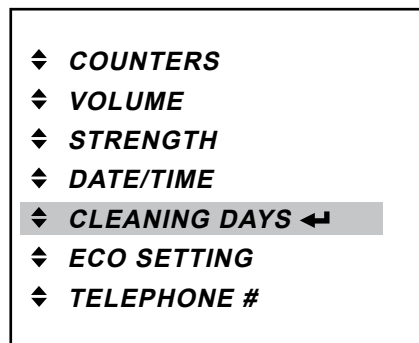 COUNTERS
VOLUME
STRENGTH
DATE/TIME
CLEANING DAYS
ECO SETTING
TELEPHONE #